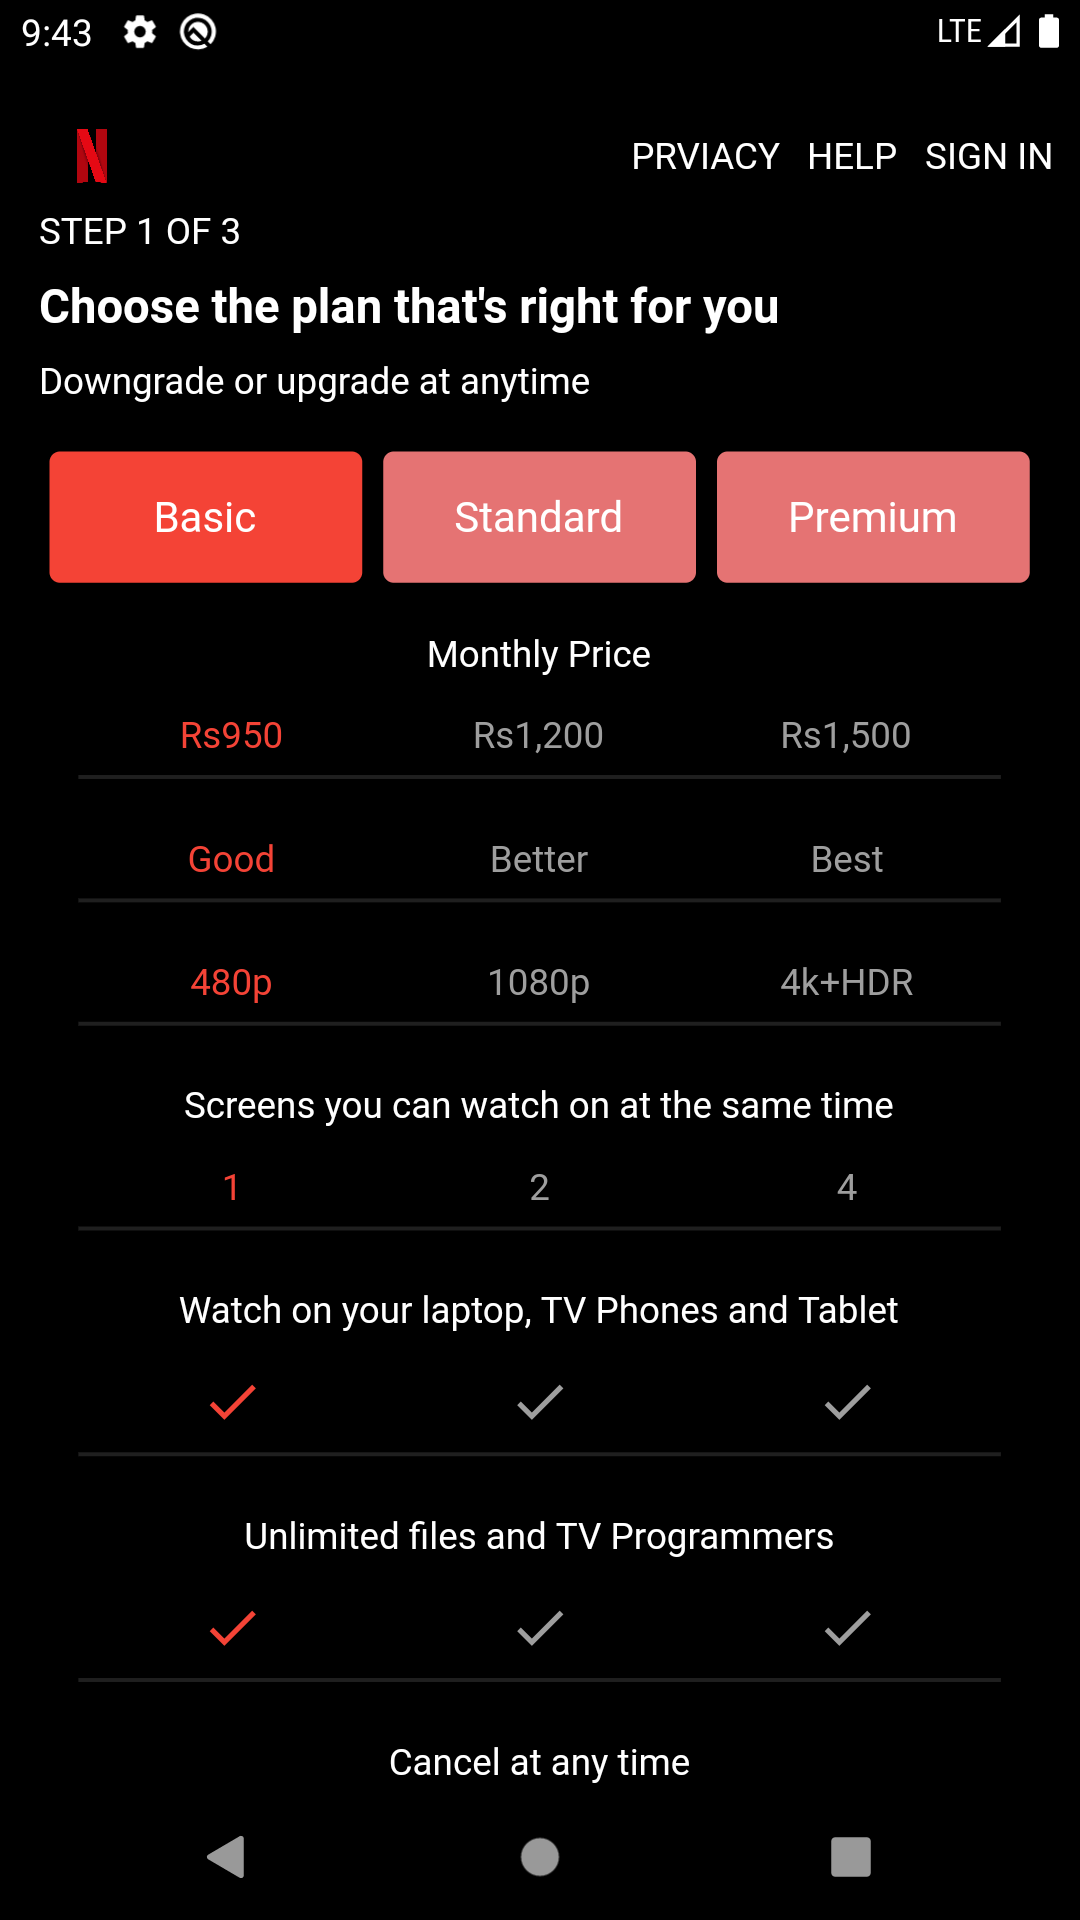 9:43 LTE
N
PRVIACY HELP SIGN IN
STEP 1 OF 3
Choose the plan that's right for you
Downgrade or upgrade at anytime
Basic Standard Premium
Monthly Price
Rs950 Rs1,200 Rs1,500
Good Better Best
480p 1080p 4k+HDR
Screens you can watch on at the same time
1 2 4
Watch on your laptop, TV Phones and Tablet
Unlimited files and TV Programmers
Cancel at any time